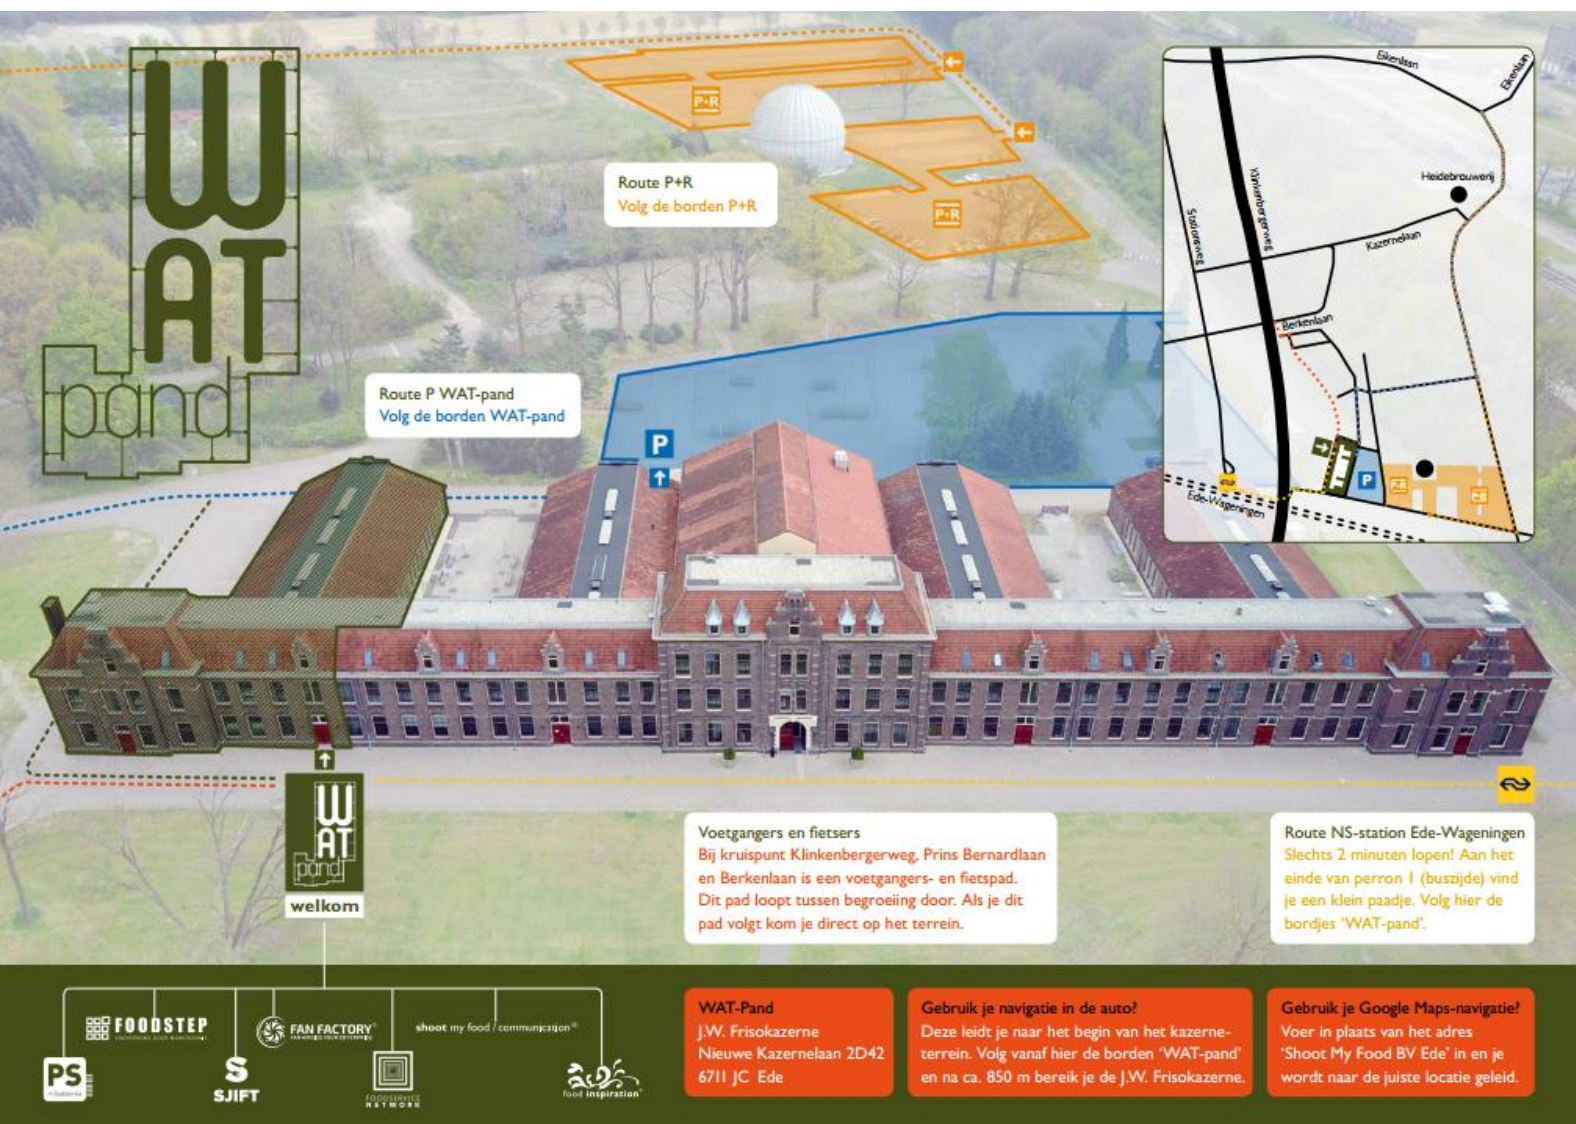 WAT
pand
P+R
Route P+R
Volg de borden P+R
P+R
Route P WAT-pand
Volg de borden WAT-pand
P
Eikenlaan
Eikenlaan
Heidebrouwerij
Klinkenbergerweg
Stationsweg
Kazernelaan
Berkenlaan
P
P+R
P+R
Ede-Wageningen
WAT
pand
welkom
Voetgangers en fietsers
Bij kruispunt Klinkenbergerweg, Prins Bernardlaan
en Berkenlaan is een voetgangers- en fietspad.
Dit pad loopt tussen begroeiing door. Als je dit
pad volgt kom je direct op het terrein.
Route NS-station Ede-Wageningen
Slechts 2 minuten lopen! Aan het
einde van perron 1 (buszijde) vind
je een klein paadje. Volg hier de
bordjes ‘WAT-pand’.
FOODSTEP
FAN FACTORY
shoot my food / communication®
PS
SJIFT
FOODSERVICE
NETWORK
food inspiration
WAT-Pand
J.W. Frisokazerne
Nieuwe Kazernelaan 2D42
6711 JC Ede
Gebruik je navigatie in de auto?
Deze leidt je naar het begin van het kazerne-
terrein. Volg vanaf hier de borden ‘WAT-pand’
en na ca. 850 m bereik je de J.W. Frisokazerne.
Gebruik je Google Maps-navigatie?
Voer in plaats van het adres
‘Shoot My Food BV Ede’ in en je
wordt naar de juiste locatie geleid.